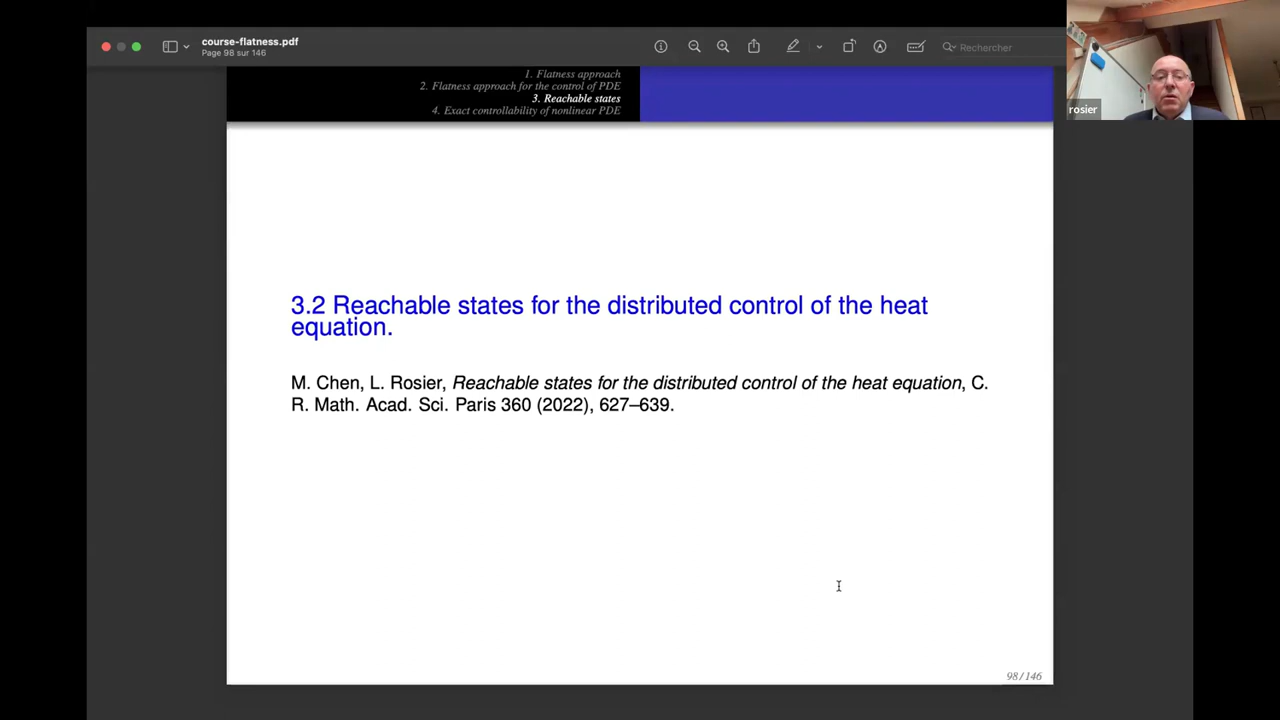 course-flatness.pdf
Page 98 sur 146
Rechercher
rosier
1. Flatness approach
2. Flatness approach for the control of PDE
3. Reachable states
4. Exact controllability of nonlinear PDE
3.2 Reachable states for the distributed control of the heat
equation.
M. Chen, L. Rosier, Reachable states for the distributed control of the heat equation, C.
R. Math. Acad. Sci. Paris 360 (2022), 627–639.
98 / 146